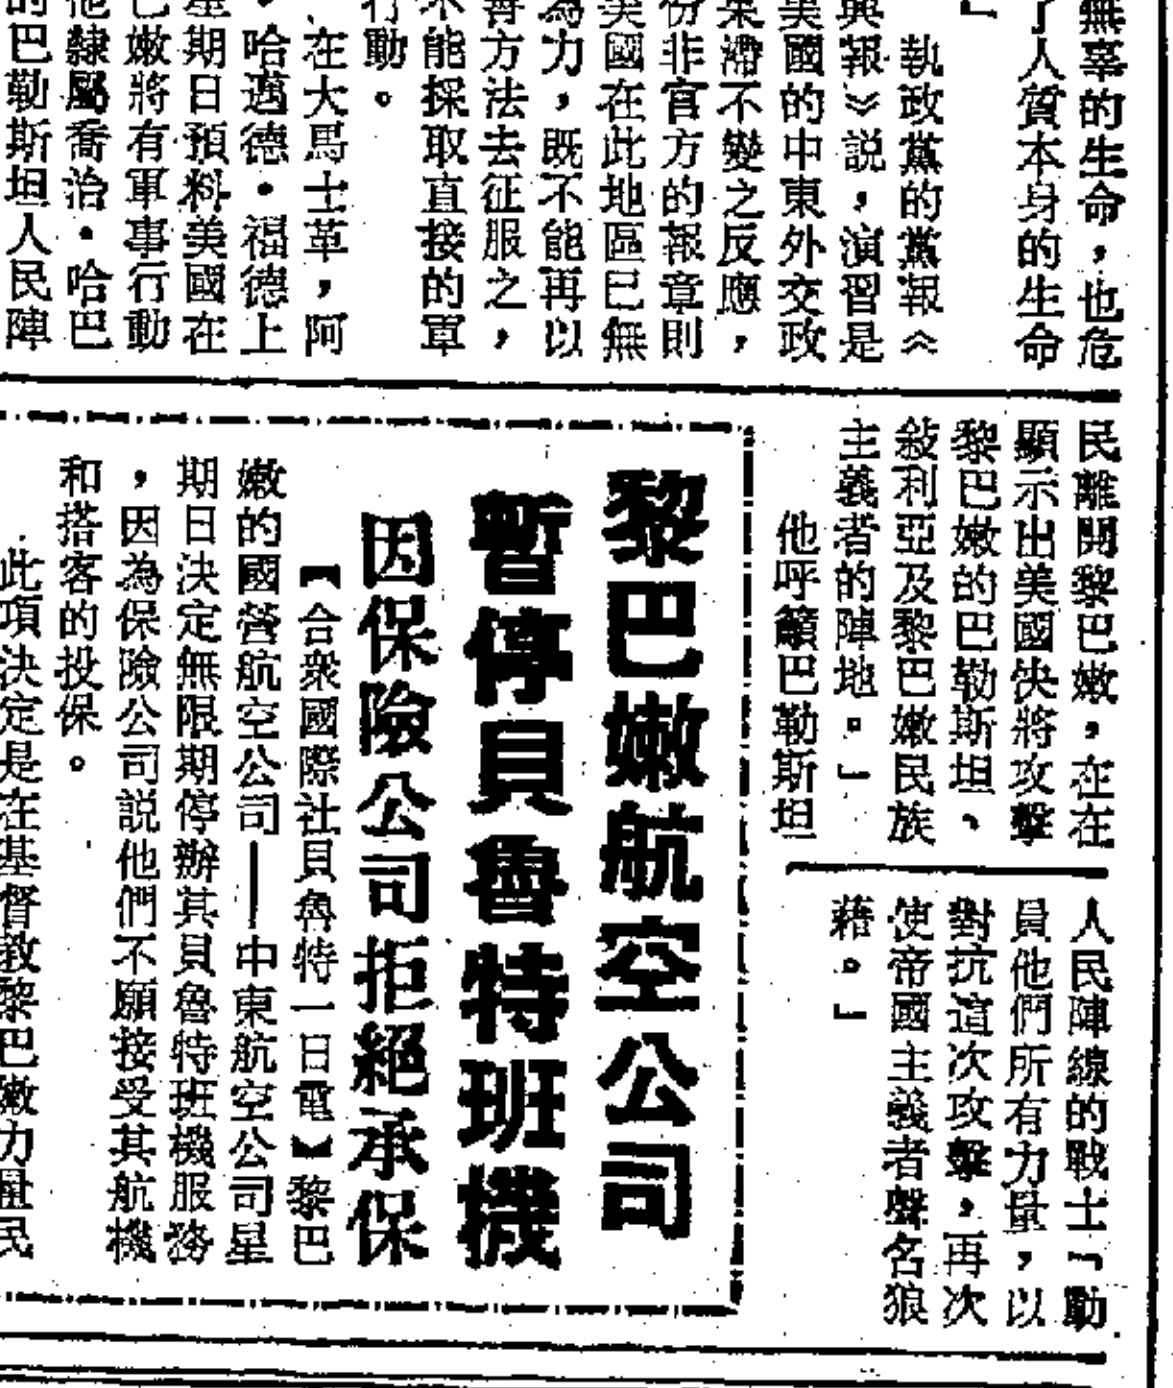 無辜的生命，也危
了人質本身的生命
」
執政黨的黨報《
興報》説，演習是
美國的中東外交政
策滯不變之反應，
份非官方的報章則
美國在此地區已無
為力，既不能再以
善方法去征服之，
不能採取直接的軍
行動。
在大馬士革，阿
，哈邁德・福德上
星期日預料美國在
巴嫩將有軍事行動
他隸屬喬治・哈巴
的巴勒斯坦人民陣
民離開黎巴嫩，在在
顯示出美國快將攻擊
黎巴嫩的巴勒斯坦、
敍利亞及黎巴嫩民族
主義者的陣地。」
他呼籲巴勒斯坦
人民陣線的戰士「動
員他們所有力量，以
對抗這次攻擊，再次
使帝國主義者聲名狼
藉。」
黎巴嫩航空公司
暫停貝魯特班機
因保險公司拒絕承保
【合衆國際社貝魯特一日電】黎巴
嫩的國營航空公司——中東航空公司星
期日決定無限期停辦其貝魯特班機服務
，因為保險公司説他們不願接受其航機
和搭客的投保。
此項決定是在基督教黎巴嫩力量民